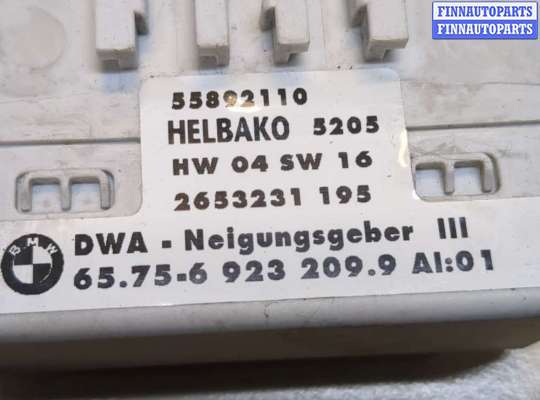 FINNAUTOPARTS
FINNAUTOPARTS
55892110
HELBAKO 5205
HW 04 SW 16
2653231 195
BMW
DWA - Neigungsgeber III
65.75-6 923 209.9 AI:01